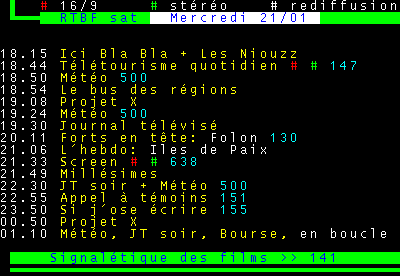 # 16/9 # stéréo # rediffusion
RTBF sat Mercredi 21/01
18.15 Ici Bla Bla + Les Niouzz
18.44 Télétourisme quotidien # # 147
18.50 Météo 500
18.54 Le bus des régions
19.08 Projet X
19.24 Météo 500
19.30 Journal télévisé
20.11 Forts en tête: Folon 130
21.06 L'hebdo: Iles de Paix
21.33 Screen # # 638
21.49 Millésimes
22.30 JT soir + Météo 500
22.55 Appel à témoins 151
23.50 Si j'ose écrire 155
00.50 Projet X
01.10 Météo, JT soir, Bourse, en boucle
Signalétique des films >> 141